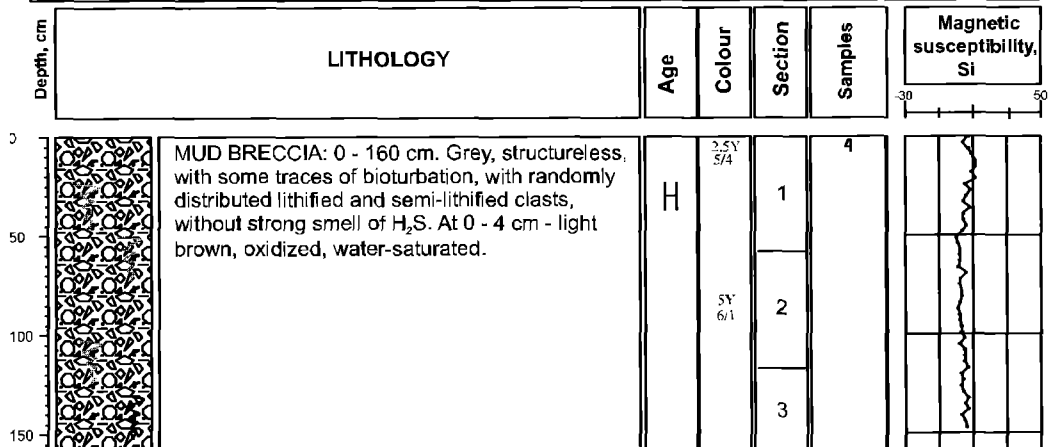 Depth, cm
LITHOLOGY
Age
Colour
Section
Samples
Magnetic
susceptibility,
Si
-30
50
0
50
100
150
MUD BRECCIA: 0 - 160 cm. Grey, structureless,
with some traces of bioturbation, with randomly
distributed lithified and semi-lithified clasts,
without strong smell of H₂S. At 0 - 4 cm - light
brown, oxidized, water-saturated.
H
2.5Y
5/4
5Y
6/1
1
2
3
4